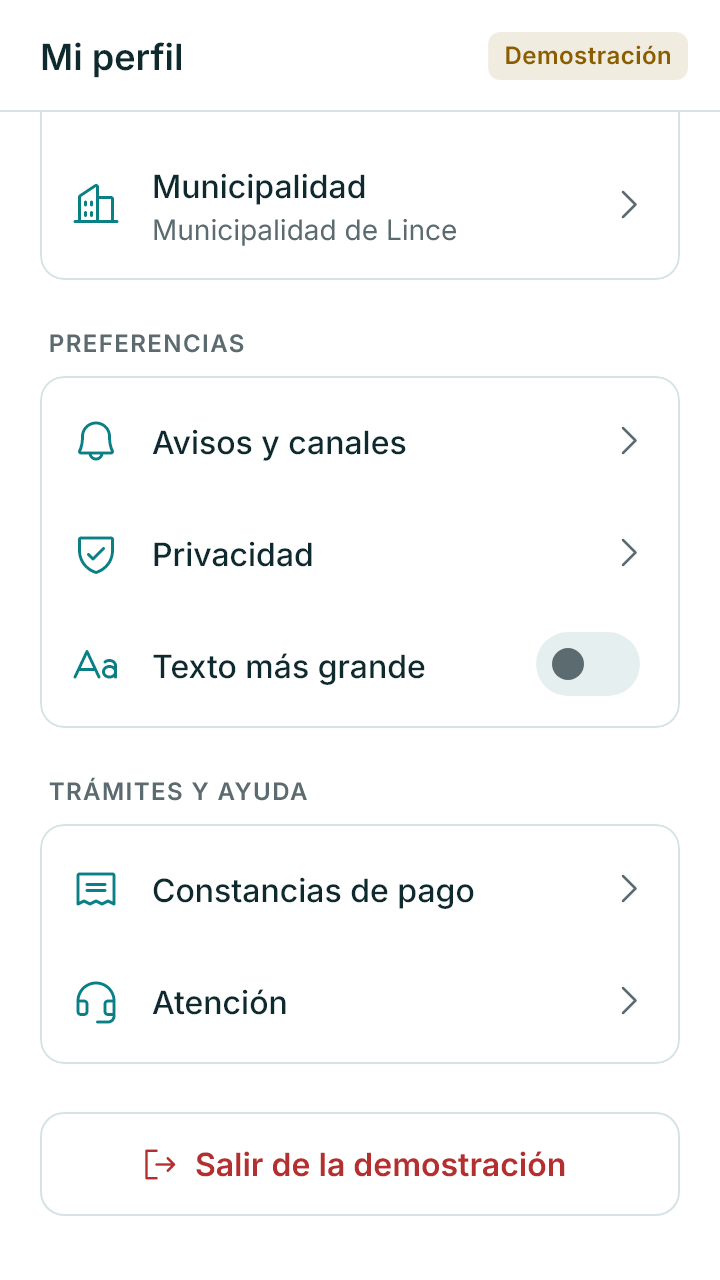 Mi perfil
Demostración
Municipalidad
Municipalidad de Lince
PREFERENCIAS
Avisos y canales
Privacidad
Aa Texto más grande
TRÁMITES Y AYUDA
Constancias de pago
Atención
Salir de la demostración